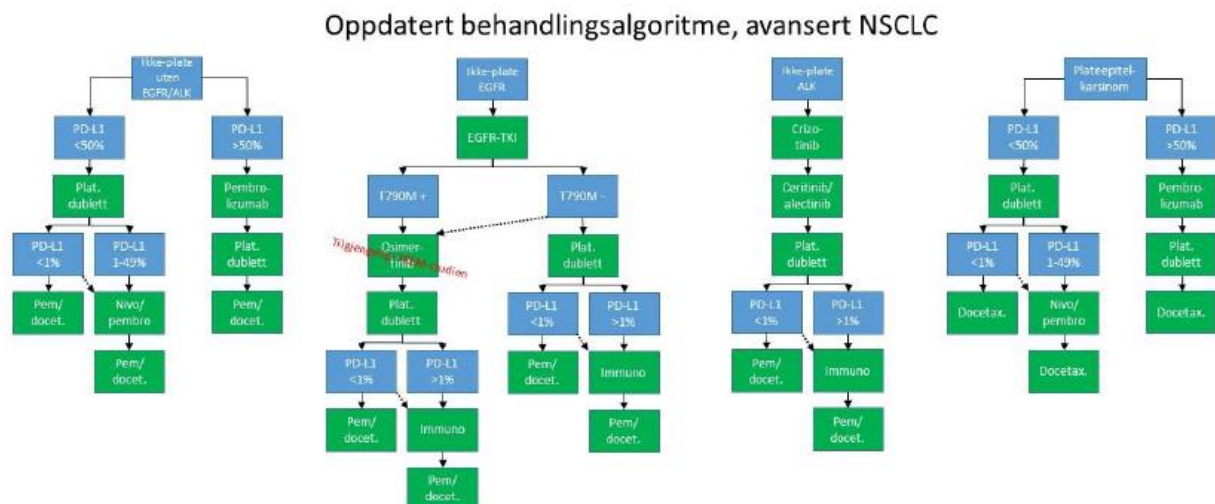 Oppdatert behandlingsalgoritme, avansert NSCLC
Ikke-plate
uten
EGFR/ALK
PD-L1
<50%
PD-L1
>50%
Plat.
dublett
Pembro-
lizumab
PD-L1
<1%
PD-L1
1-49%
Plat.
dublett
Pem/
docet.
Nivo/
pembro
Pem/
docet.
Pem/
docet.
Ikke-plate
EGFR
EGFR-TKI
T790M +
T790M -
Osimer-
tinib
Plat.
dublett
Plat.
dublett
PD-L1
<1%
PD-L1
>1%
PD-L1
<1%
PD-L1
>1%
Pem/
docet.
Immuno
Pem/
docet.
Pem/
docet.
Immuno
Pem/
docet.
Ikke-plate
ALK
Crizo-
tinib
Ceritinib/
alectinib
Plat.
dublett
PD-L1
<1%
PD-L1
>1%
Pem/
docet.
Immuno
Pem/
docet.
Plateepitel-
karsinom
PD-L1
<50%
PD-L1
>50%
Plat.
dublett
Pembro-
lizumab
PD-L1
<1%
PD-L1
1-49%
Plat.
dublett
Docetax.
Nivo/
pembro
Docetax.
Docetax.